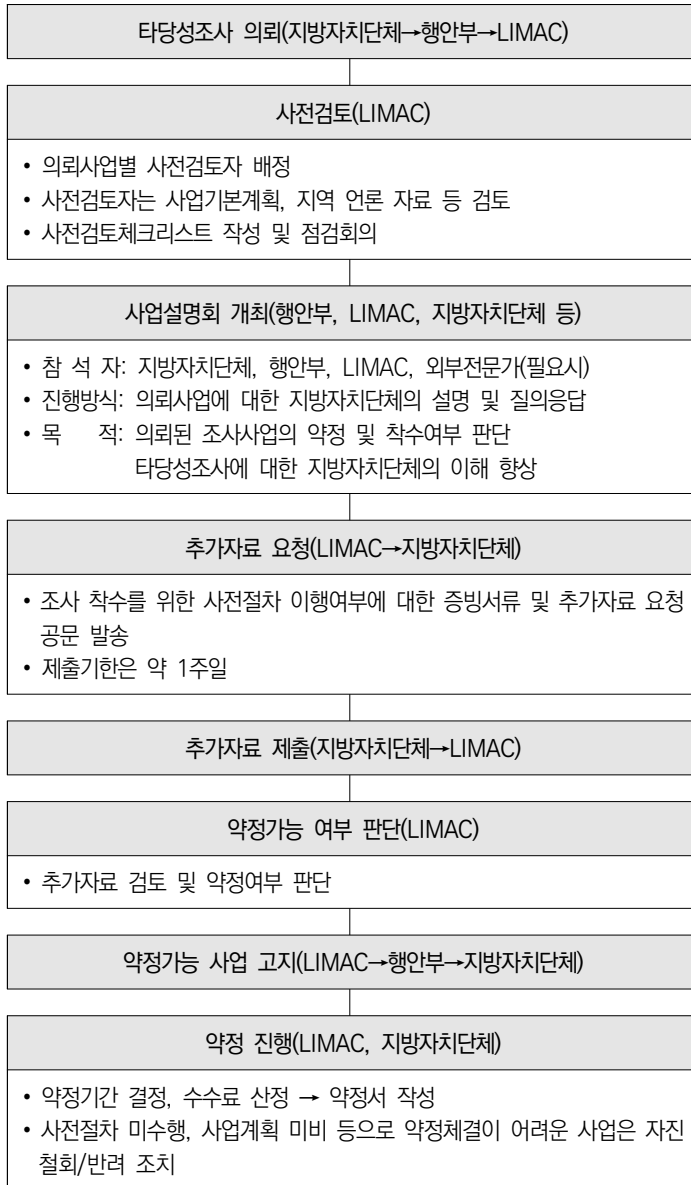 타당성조사 의뢰(지방자치단체→행안부→LIMAC)
사전검토(LIMAC)
• 의뢰사업별 사전검토자 배정
• 사전검토자는 사업기본계획, 지역 언론 자료 등 검토
• 사전검토체크리스트 작성 및 점검회의
사업설명회 개최(행안부, LIMAC, 지방자치단체 등)
• 참 석 자: 지방자치단체, 행안부, LIMAC, 외부전문가(필요시)
• 진행방식: 의뢰사업에 대한 지방자치단체의 설명 및 질의응답
• 목 적: 의뢰된 조사사업의 약정 및 착수여부 판단
타당성조사에 대한 지방자치단체의 이해 향상
추가자료 요청(LIMAC→지방자치단체)
• 조사 착수를 위한 사전절차 이행여부에 대한 증빙서류 및 추가자료 요청
공문 발송
• 제출기한은 약 1주일
추가자료 제출(지방자치단체→LIMAC)
약정가능 여부 판단(LIMAC)
• 추가자료 검토 및 약정여부 판단
약정가능 사업 고지(LIMAC→행안부→지방자치단체)
약정 진행(LIMAC, 지방자치단체)
• 약정기간 결정, 수수료 산정 → 약정서 작성
• 사전절차 미수행, 사업계획 미비 등으로 약정체결이 어려운 사업은 자진
철회/반려 조치